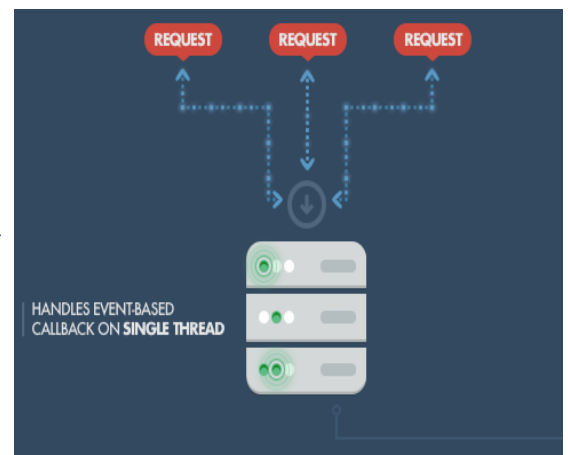 REQUEST REQUEST REQUEST
HANDLES EVENT-BASED
CALLBACK ON SINGLE THREAD